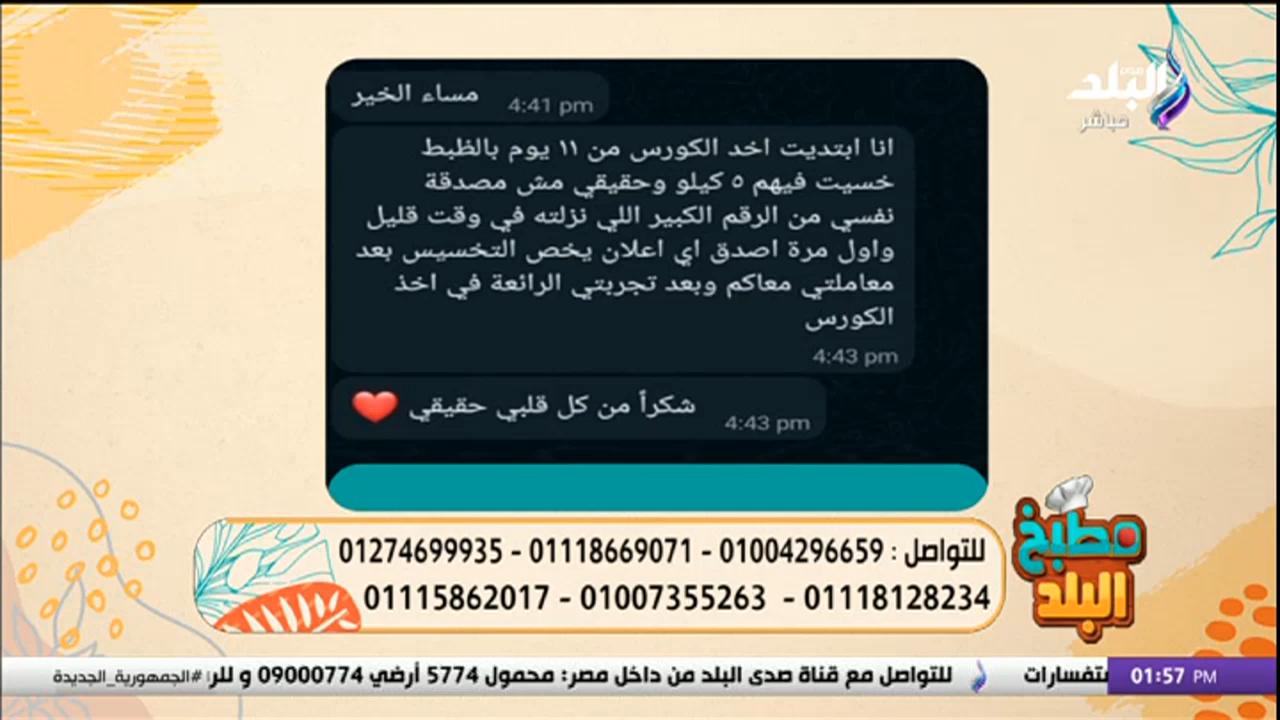 صدى
البلد
مباشر
مساء الخير
4:41 pm
انا ابتديت اخد الكورس من ١١ يوم بالظبط
خسيت فيهم ٥ كيلو وحقيقي مش مصدقة
نفسي من الرقم الكبير اللي نزلته في وقت قليل
واول مرة اصدق اي اعلان يخص التخسيس بعد
معاملتي معاكم وبعد تجربتي الرائعة في اخذ
الكورس
4:43 pm
شكراً من كل قلبي حقيقي ❤️
4:43 pm
للتواصل : 01004296659 - 01118669071 - 01274699935
01118128234 - 01007355263 - 01115862017
مطبخ
البلد
01:57 PM
تفسارات
للتواصل مع قناة صدى البلد من داخل مصر: محمول 5774 أرضي 09000774 و للر
#الجمهورية_الجديدة